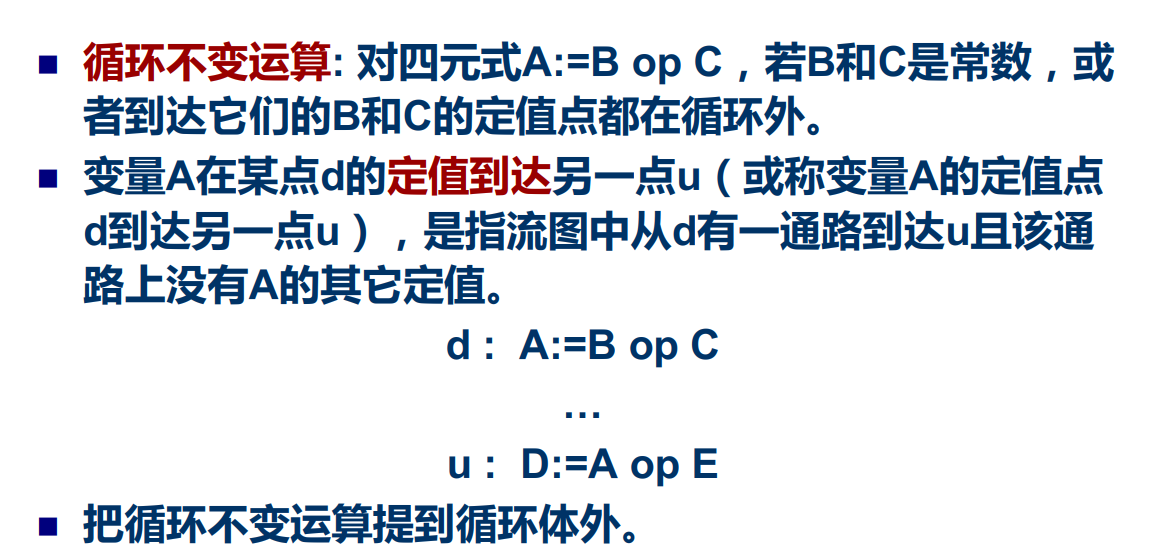 ■ 循环不变运算: 对四元式A:=B op C，若B和C是常数，或
者到达它们的B和C的定值点都在循环外。
■ 变量A在某点d的定值到达另一点u（或称变量A的定值点
d到达另一点u），是指流图中从d有一通路到达u且该通
路上没有A的其它定值。
d： A:=B op C
…
u： D:=A op E
■ 把循环不变运算提到循环体外。